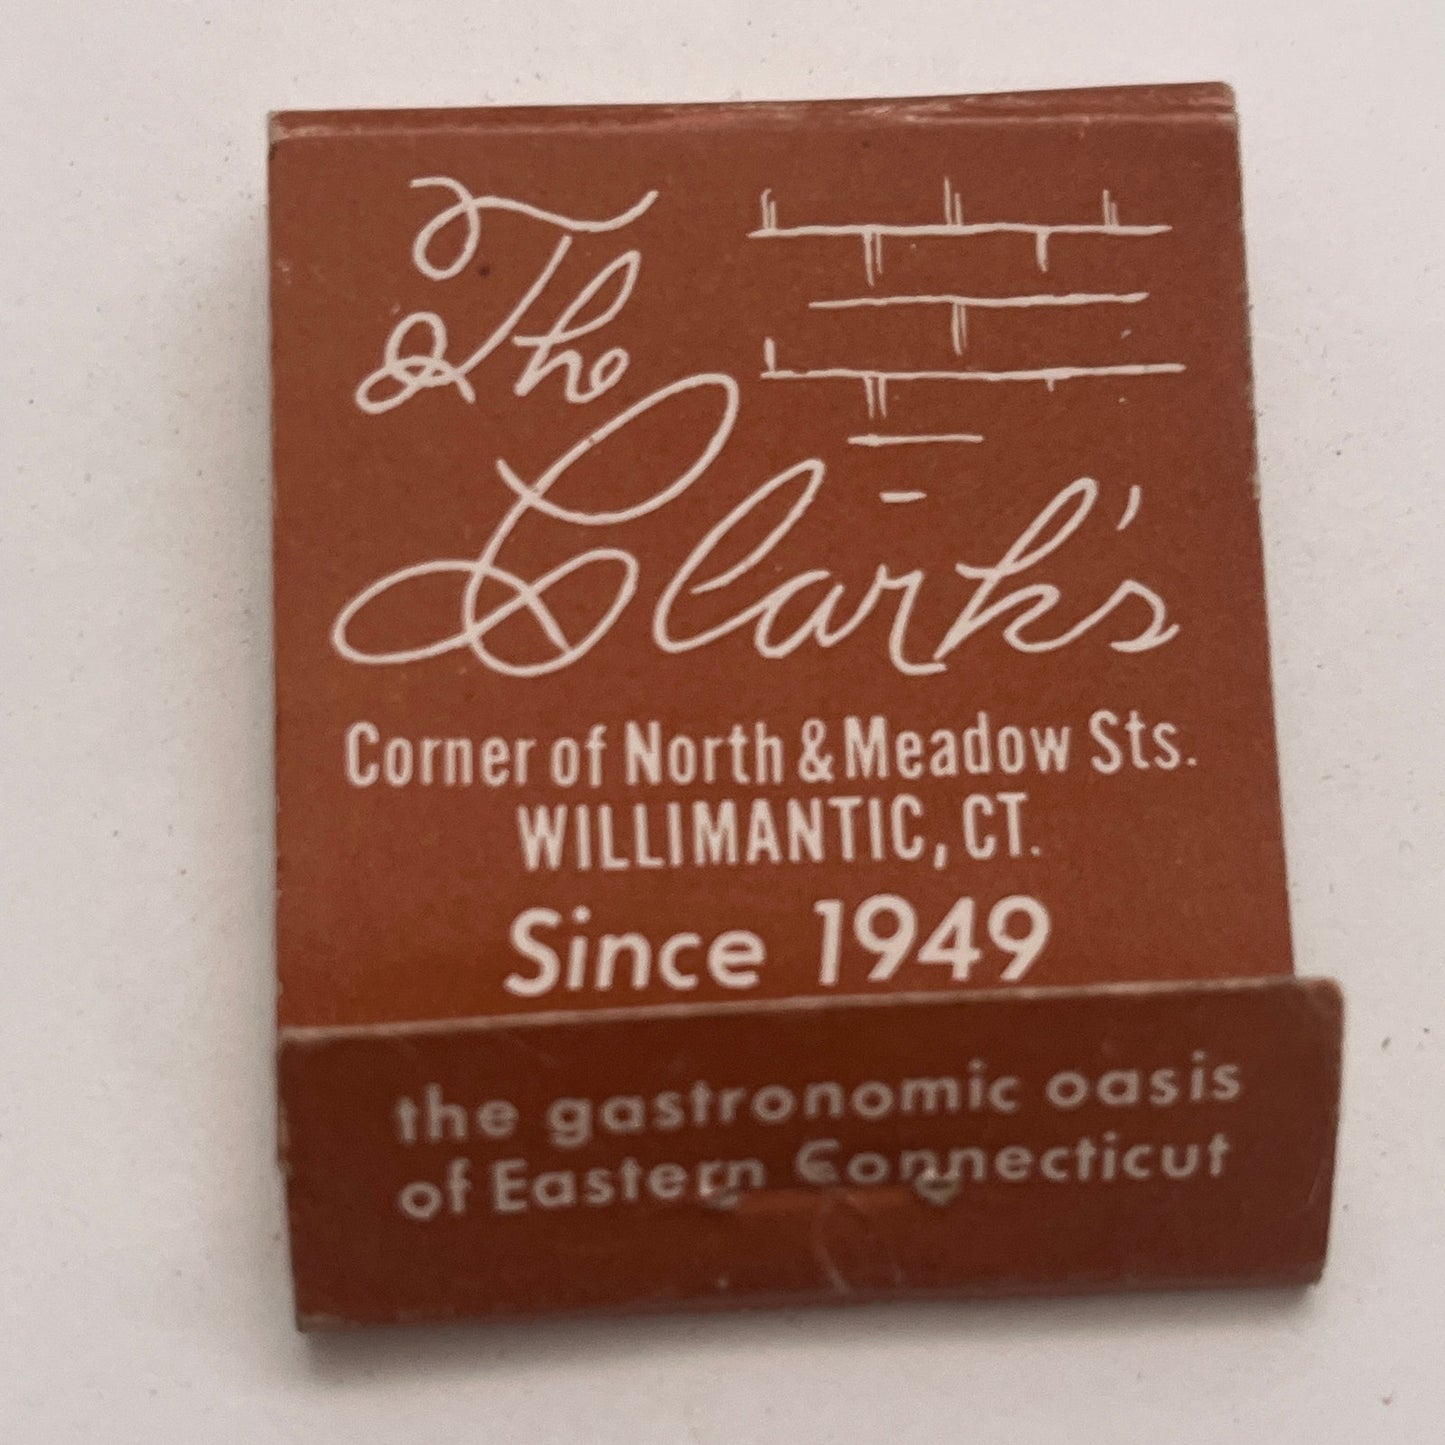 The
Clark's
Corner of North & Meadow Sts.
WILLIMANTIC, CT.
Since 1949
the gastronomic oasis
of Eastern Connecticut